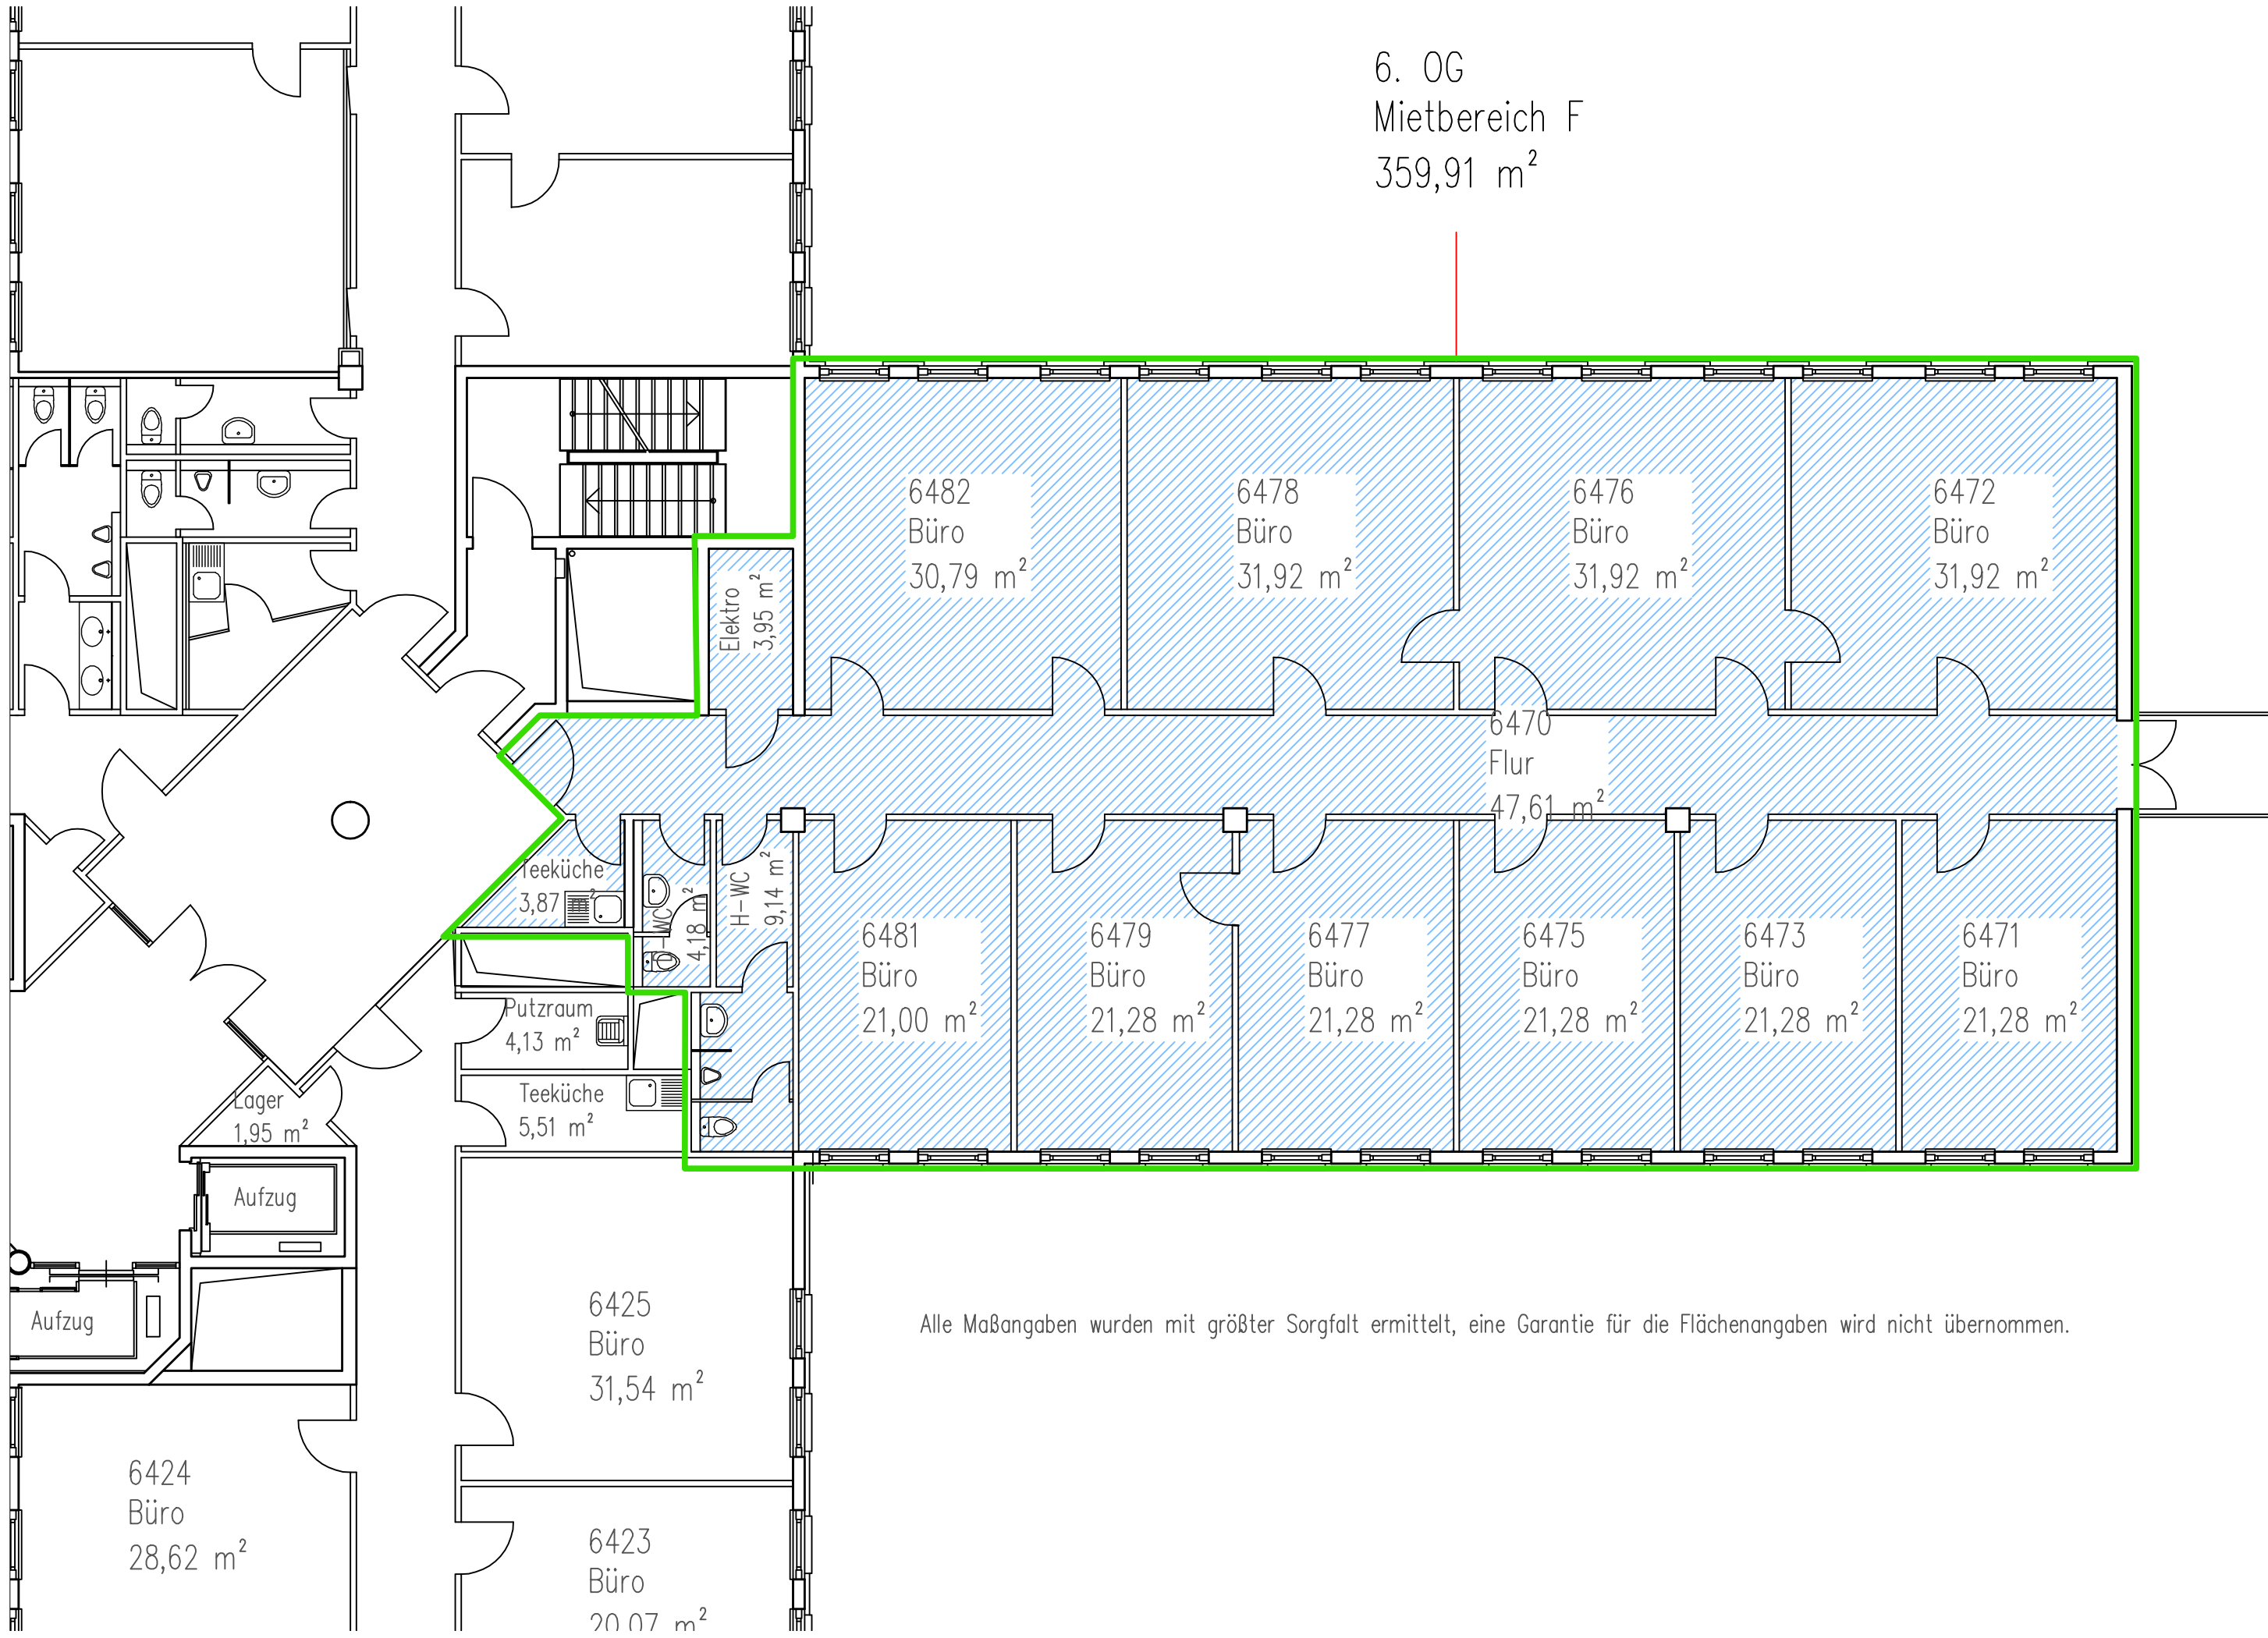 6. OG
Mietbereich F
359,91 m²
6482
Büro
30,79 m²
6478
Büro
31,92 m²
6476
Büro
31,92 m²
6472
Büro
31,92 m²
Elektro
3,95 m²
6470
Flur
47,61 m²
Teeküche
3,87 m²
-WC
4,18 m²
H-WC
9,14 m²
6481
Büro
21,00 m²
6479
Büro
21,28 m²
6477
Büro
21,28 m²
6475
Büro
21,28 m²
6473
Büro
21,28 m²
6471
Büro
21,28 m²
Putzraum
4,13 m²
Teeküche
5,51 m²
Lager
1,95 m²
Aufzug
Aufzug
6425
Büro
31,54 m²
Alle Maßangaben wurden mit größter Sorgfalt ermittelt, eine Garantie für die Flächenangaben wird nicht übernommen.
6424
Büro
28,62 m²
6423
Büro
20,07 m²